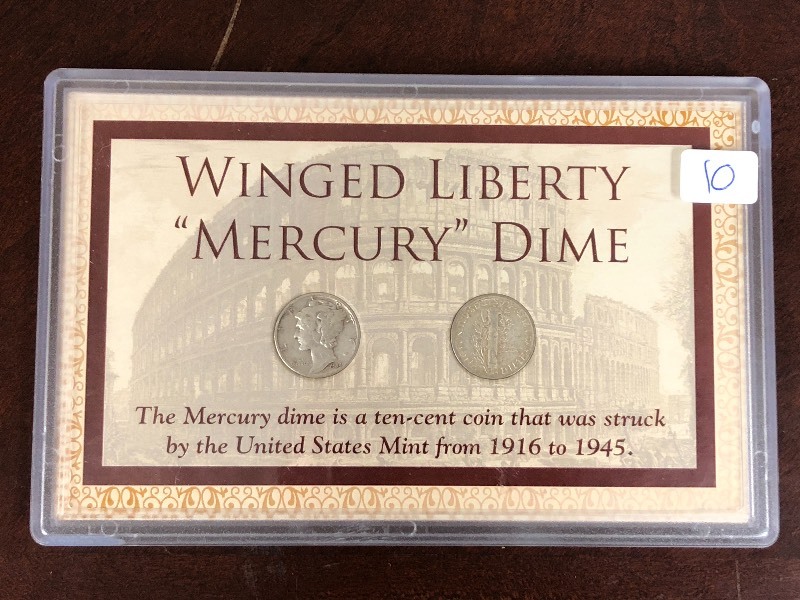 WINGED LIBERTY
"MERCURY" DIME
10
The Mercury dime is a ten-cent coin that was struck
by the United States Mint from 1916 to 1945.